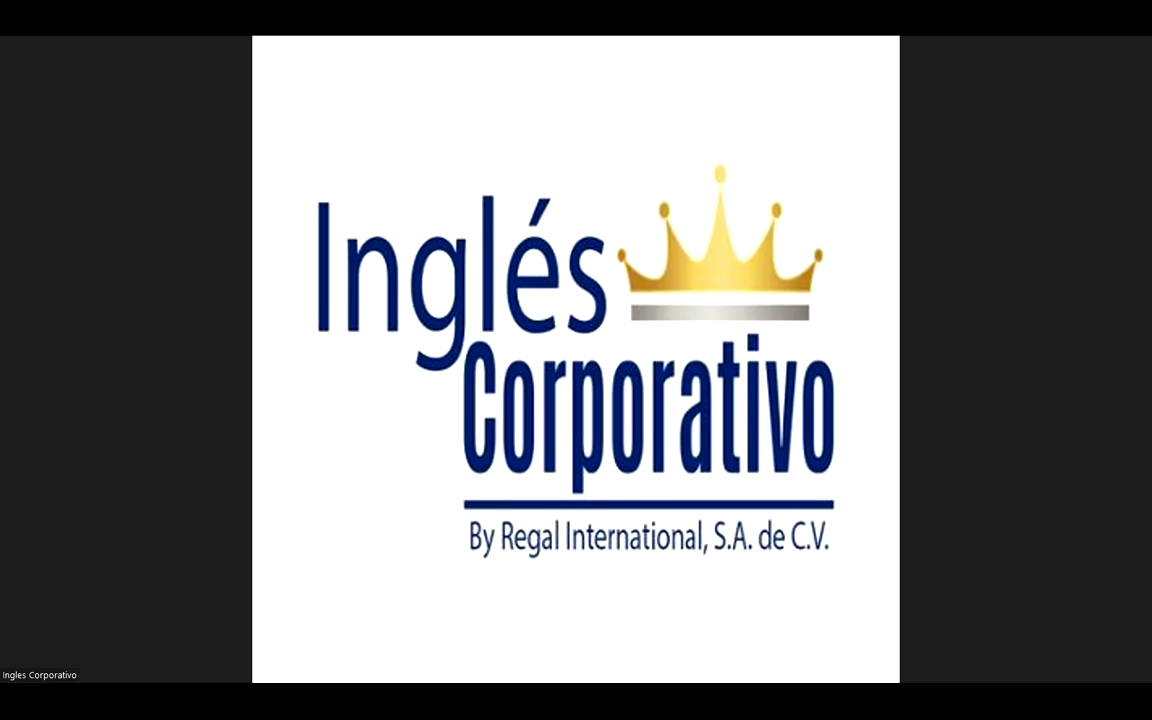 Inglés
Corporativo
By Regal International, S.A. de C.V.
Ingles Corporativo